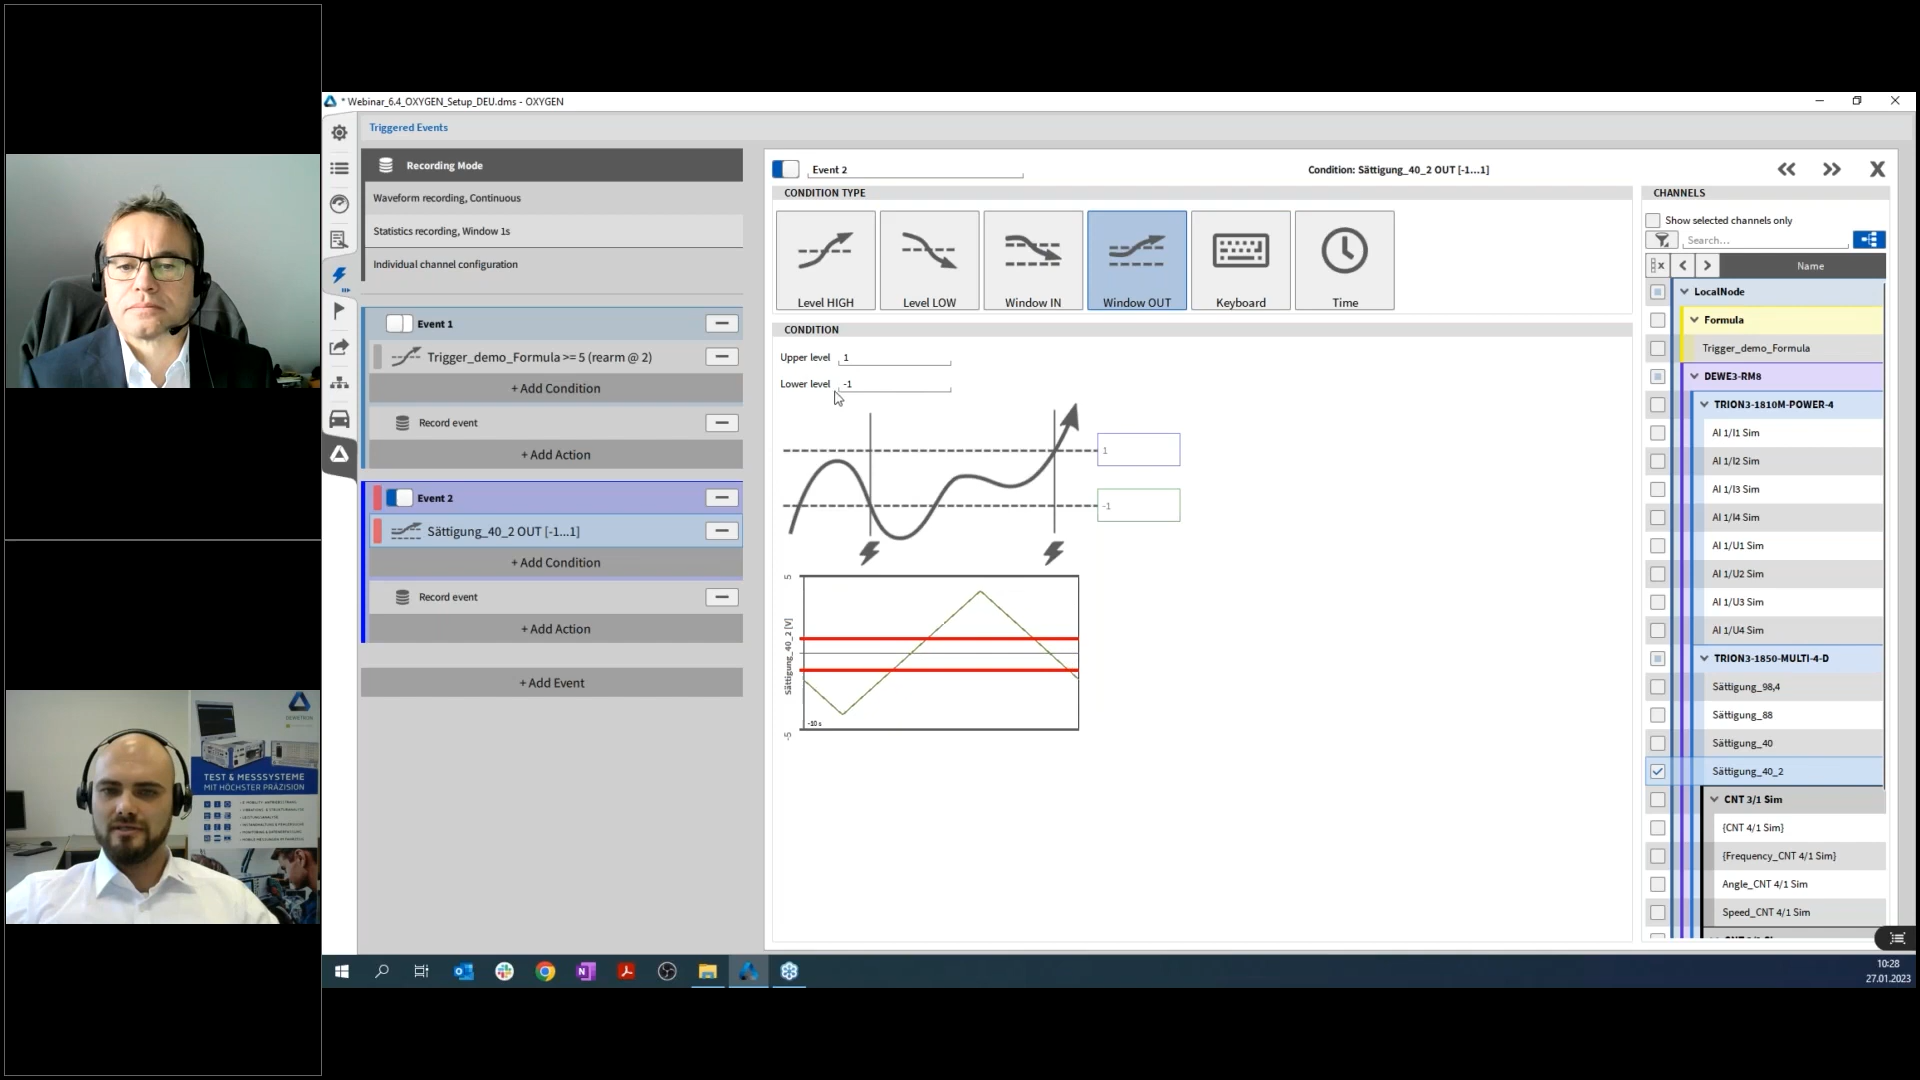 * Webinar_6.4_OXYGEN_Setup_DEU.dms - OXYGEN
Triggered Events
Recording Mode
Waveform recording, Continuous
Statistics recording, Window 1s
Individual channel configuration
Event 1
Trigger_demo_Formula >= 5 (rearm @ 2)
+ Add Condition
Record event
+ Add Action
Event 2
Sättigung_40_2 OUT [-1...1]
+ Add Condition
Record event
+ Add Action
+ Add Event
Event 2
Condition: Sättigung_40_2 OUT [-1...1]
CONDITION TYPE
Level HIGH
Level LOW
Window IN
Window OUT
Keyboard
Time
CONDITION
Upper level 1
Lower level -1
1
-1
5
Sättigung_40_2 [V]
-10 s
-5
CHANNELS
Show selected channels only
Search...
Name
LocalNode
Formula
Trigger_demo_Formula
DEWE3-RM8
TRION3-1810M-POWER-4
AI 1/I1 Sim
AI 1/I2 Sim
AI 1/I3 Sim
AI 1/I4 Sim
AI 1/U1 Sim
AI 1/U2 Sim
AI 1/U3 Sim
AI 1/U4 Sim
TRION3-1850-MULTI-4-D
Sättigung_98,4
Sättigung_88
Sättigung_40
Sättigung_40_2
CNT 3/1 Sim
{CNT 4/1 Sim}
{Frequency_CNT 4/1 Sim}
Angle_CNT 4/1 Sim
Speed_CNT 4/1 Sim
DEWETRON
TEST & MESSSYSTEME
MIT HÖCHSTER PRÄZISION
10:28
27.01.2023